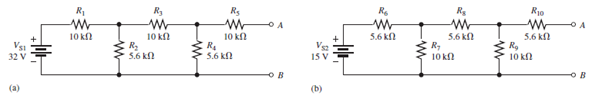 R1 R3 R5
A
10 kΩ 10 kΩ 10 kΩ
+
VS1
32 V
−
R2
5.6 kΩ
R4
5.6 kΩ
B
(a)
R6 R8 R10
A
5.6 kΩ 5.6 kΩ 5.6 kΩ
+
VS2
15 V
−
R7
10 kΩ
R9
10 kΩ
B
(b)